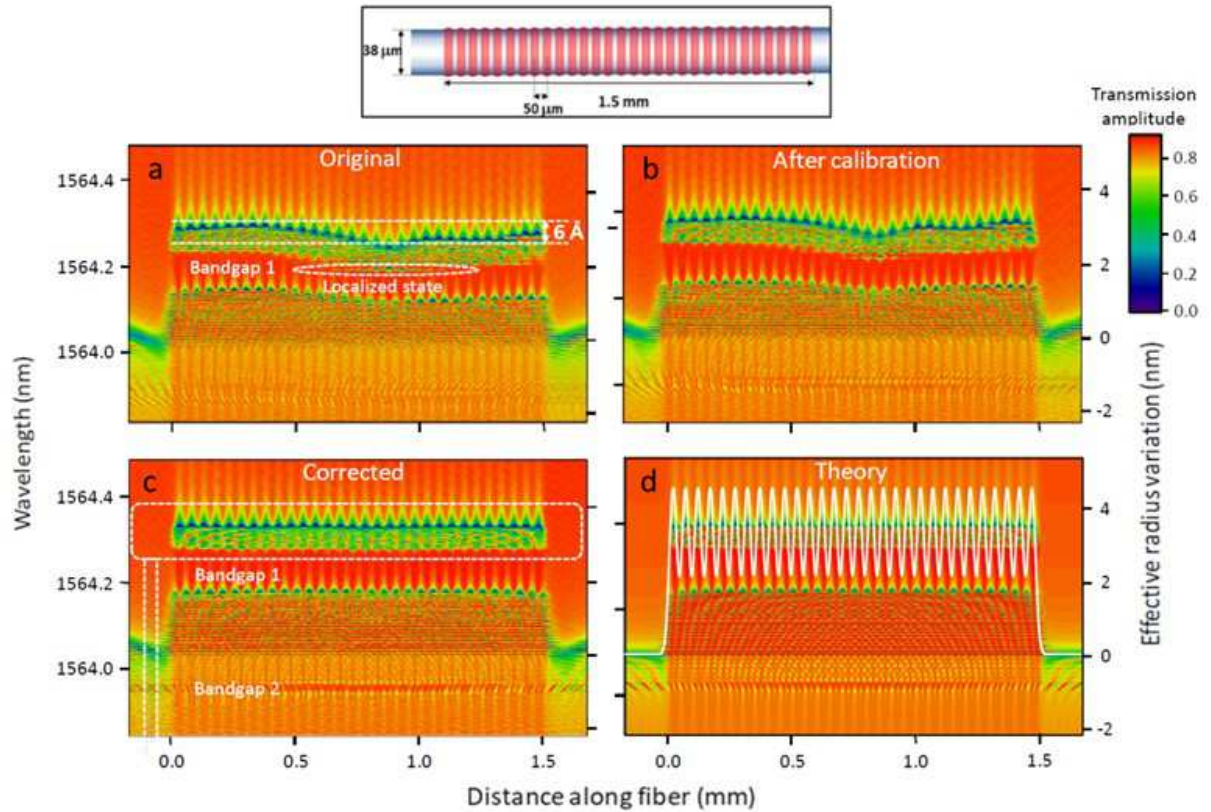 38 μm
50 μm
1.5 mm
Transmission
amplitude
0.8
0.6
0.4
0.2
0.0
a
Original
1564.4
1564.2
1564.0
6 Å
Bandgap 1
Localized state
b
After calibration
4
2
0
-2
c
Corrected
1564.4
1564.2
1564.0
Bandgap 1
Bandgap 2
d
Theory
4
2
0
-2
Wavelength (nm)
Effective radius variation (nm)
0.0 0.5 1.0 1.5
0.0 0.5 1.0 1.5
Distance along fiber (mm)